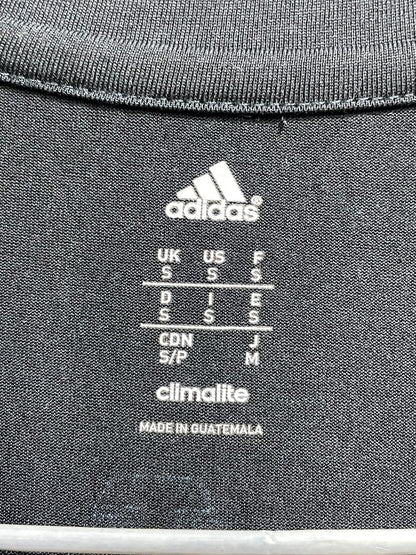 adidas®
UK US F
S S S
D I E
S S S
CDN J
S/P M
climalite
MADE IN GUATEMALA